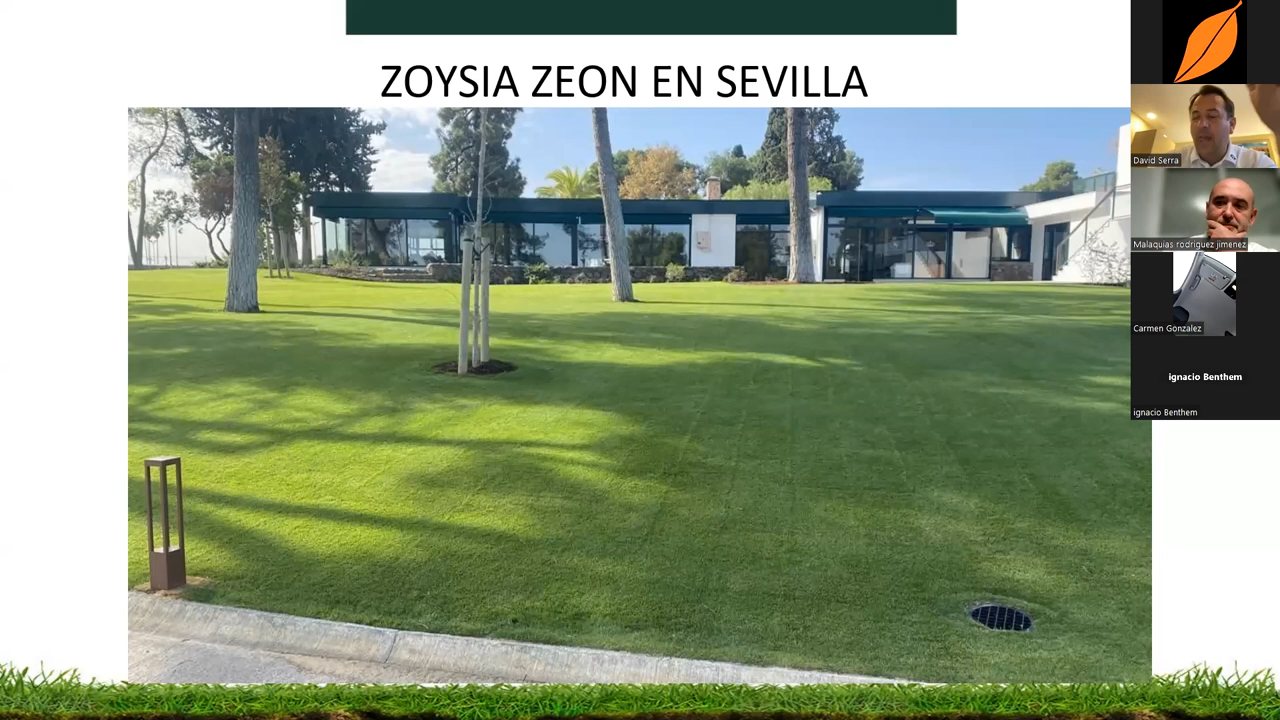 ZOYSIA ZEON EN SEVILLA
David Serra
Malaquias rodriguez jimenez
Carmen Gonzalez
ignacio Benthem
ignacio Benthem